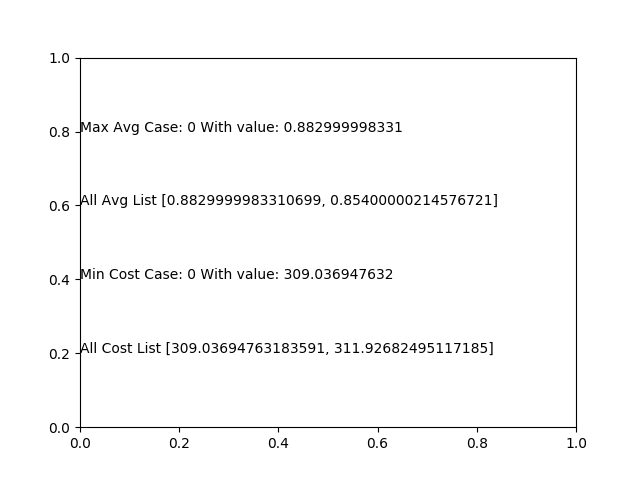 1.0
Max Avg Case: 0 With value: 0.882999998331
0.8
All Avg List [0.8829999983310699, 0.85400000214576721]
0.6
Min Cost Case: 0 With value: 309.036947632
0.4
All Cost List [309.03694763183591, 311.92682495117185]
0.2
0.0
0.0 0.2 0.4 0.6 0.8 1.0